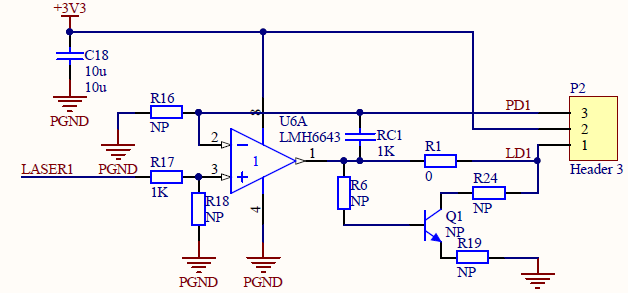 +3V3
C18
10u
10u
PGND
R16
NP
PGND
8
2
3
1
U6A
LMH6643
1
4
RC1
1K
LASER1
R17
1K
R18
NP
PGND
PGND
R6
NP
R1
0
PD1
LD1
P2
3
2
1
Header 3
R24
NP
Q1
NP
R19
NP